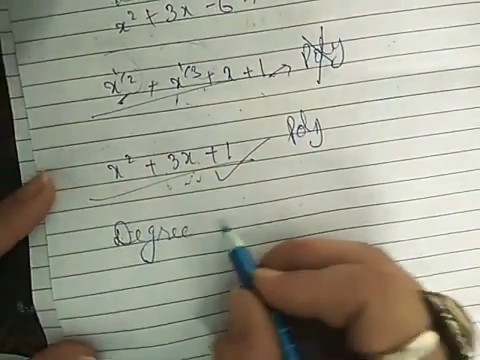 x² + 3x - 6
x^1/2 + x^1/3 + x + 1 → Poly
x² + 3x + 1 Poly
Degree